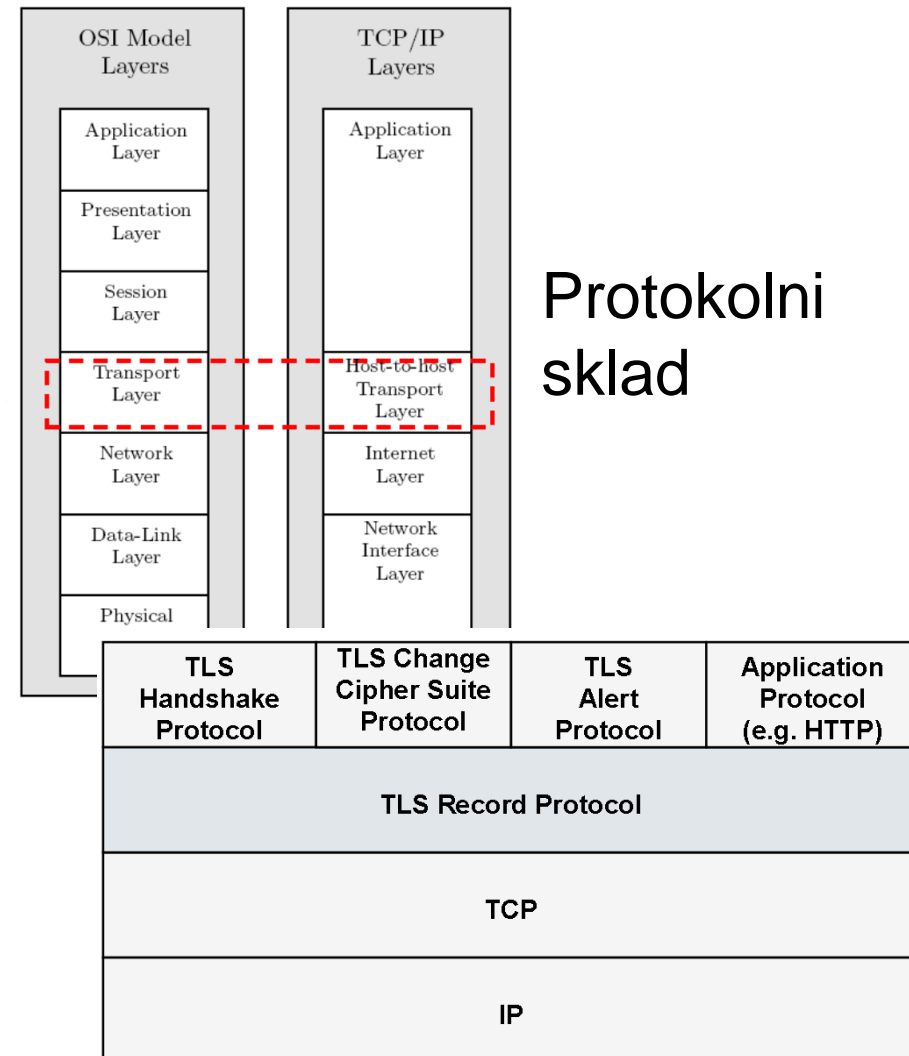 OSI Model
Layers
Application
Layer
Presentation
Layer
Session
Layer
Transport
Layer
Network
Layer
Data-Link
Layer
Physical
TCP/IP
Layers
Application
Layer
Host-to-host
Transport
Layer
Internet
Layer
Network
Interface
Layer
Protokolni
sklad
TLS
Handshake
Protocol
TLS Change
Cipher Suite
Protocol
TLS
Alert
Protocol
Application
Protocol
(e.g. HTTP)
TLS Record Protocol
TCP
IP